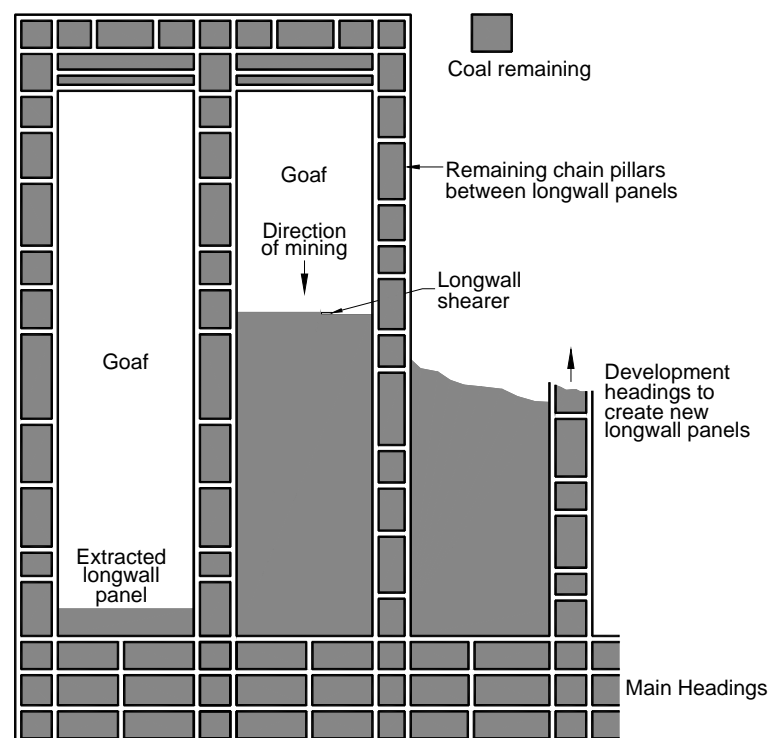 Coal remaining
Remaining chain pillars
between longwall panels
Goaf
Direction
of mining
Longwall
shearer
Goaf
Development
headings to
create new
longwall panels
Extracted
longwall
panel
Main Headings